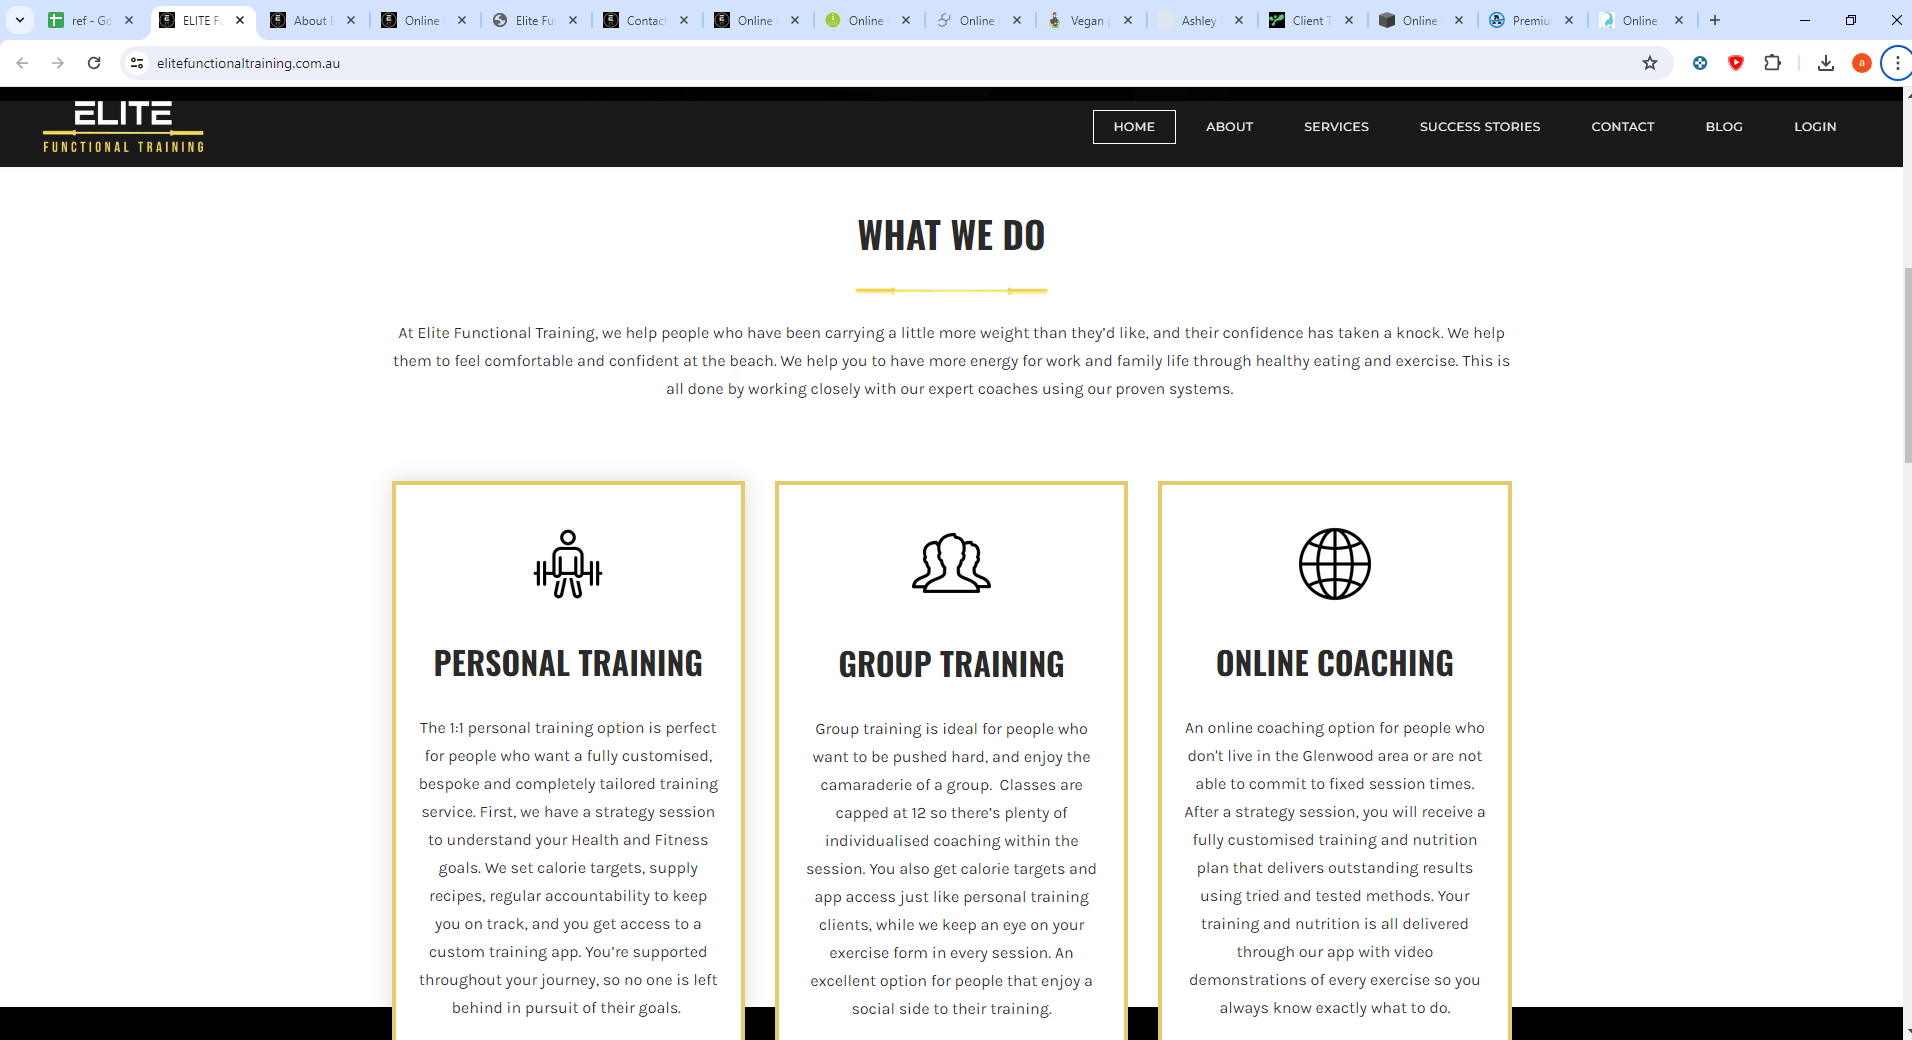 ref - Go
ELITE Fu
About E
Online
Elite Fu
Contac
Online
Online
Online
Vegan
Ashley
Client T
Online
Premiu
Online
elitefunctionaltraining.com.au
a
ELITE
FUNCTIONAL TRAINING
HOME
ABOUT
SERVICES
SUCCESS STORIES
CONTACT
BLOG
LOGIN
WHAT WE DO
At Elite Functional Training, we help people who have been carrying a little more weight than they’d like, and their confidence has taken a knock. We help
them to feel comfortable and confident at the beach. We help you to have more energy for work and family life through healthy eating and exercise. This is
all done by working closely with our expert coaches using our proven systems.
PERSONAL TRAINING
The 1:1 personal training option is perfect
for people who want a fully customised,
bespoke and completely tailored training
service. First, we have a strategy session
to understand your Health and Fitness
goals. We set calorie targets, supply
recipes, regular accountability to keep
you on track, and you get access to a
custom training app. You’re supported
throughout your journey, so no one is left
behind in pursuit of their goals.
GROUP TRAINING
Group training is ideal for people who
want to be pushed hard, and enjoy the
camaraderie of a group. Classes are
capped at 12 so there’s plenty of
individualised coaching within the
session. You also get calorie targets and
app access just like personal training
clients, while we keep an eye on your
exercise form in every session. An
excellent option for people that enjoy a
social side to their training.
ONLINE COACHING
An online coaching option for people who
don't live in the Glenwood area or are not
able to commit to fixed session times.
After a strategy session, you will receive a
fully customised training and nutrition
plan that delivers outstanding results
using tried and tested methods. Your
training and nutrition is all delivered
through our app with video
demonstrations of every exercise so you
always know exactly what to do.